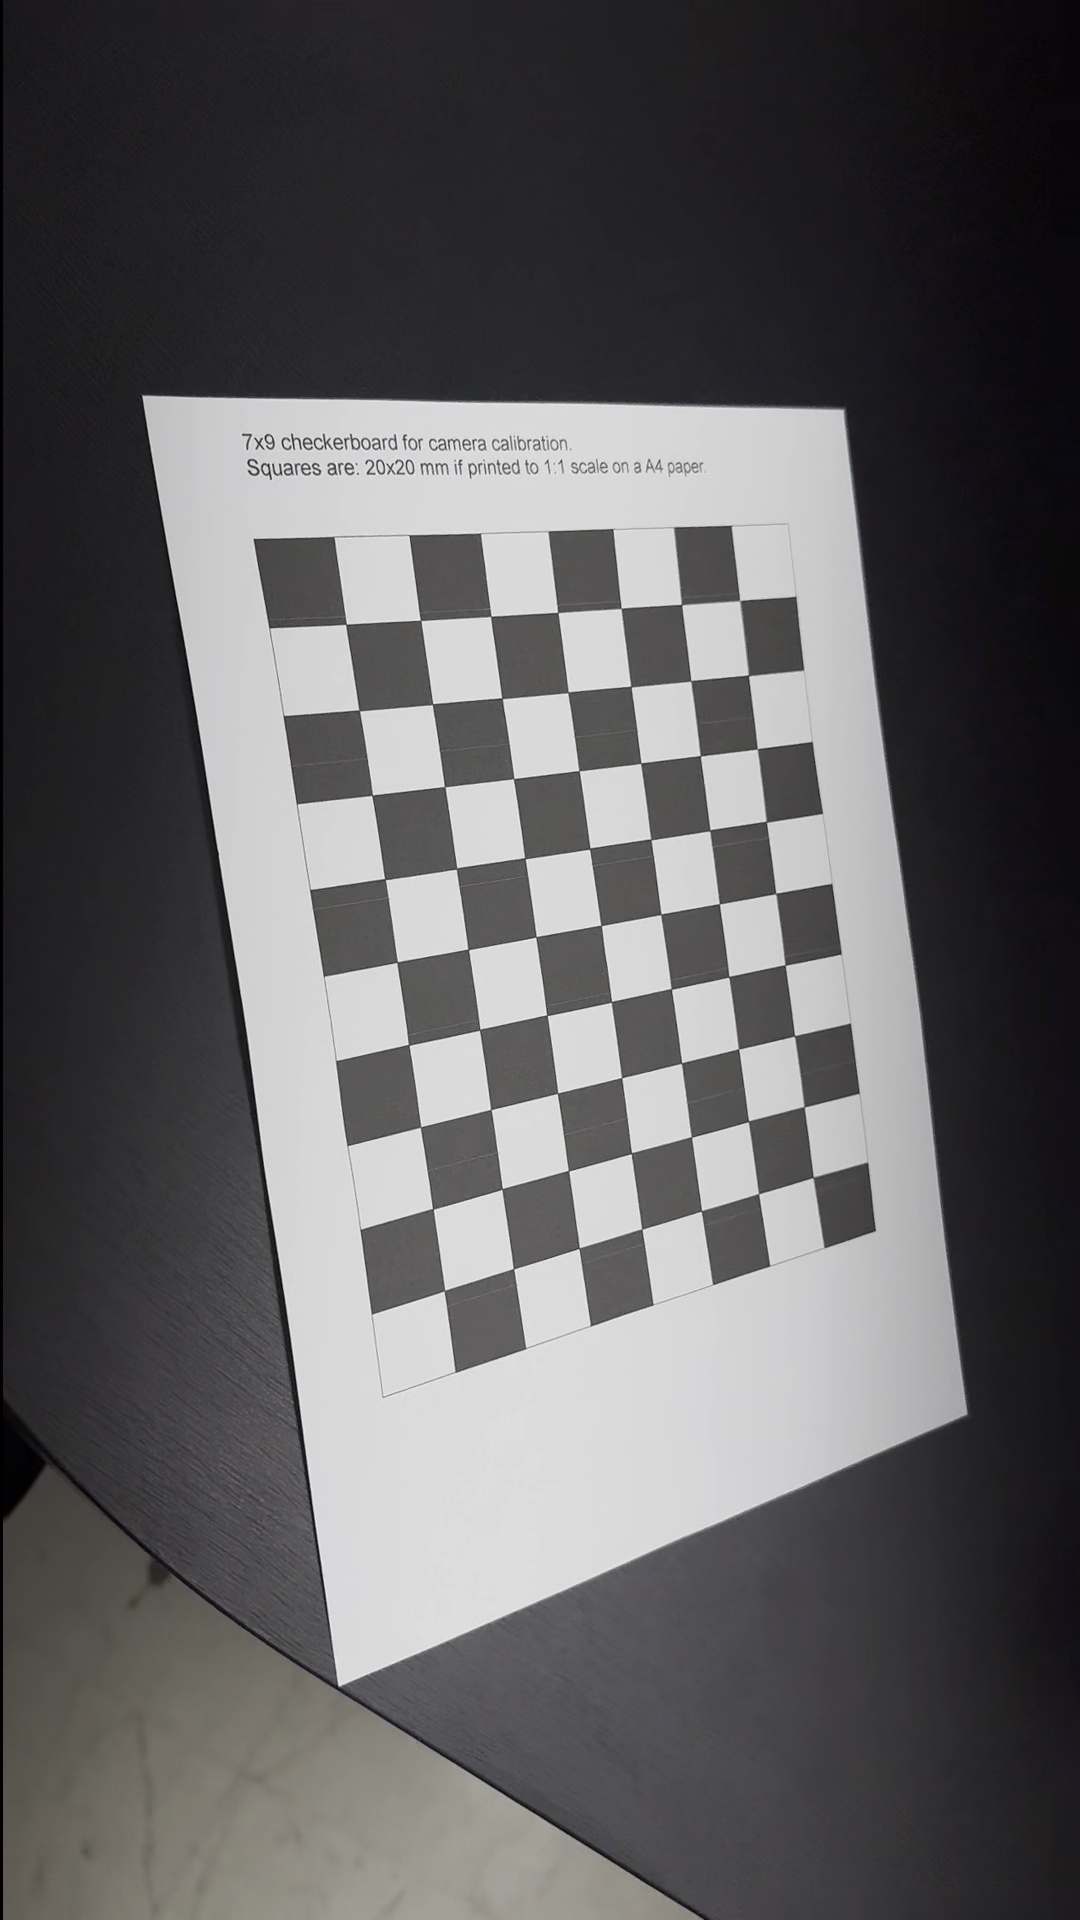 7x9 checkerboard for camera calibration.
Squares are: 20x20 mm if printed to 1:1 scale on a A4 paper.